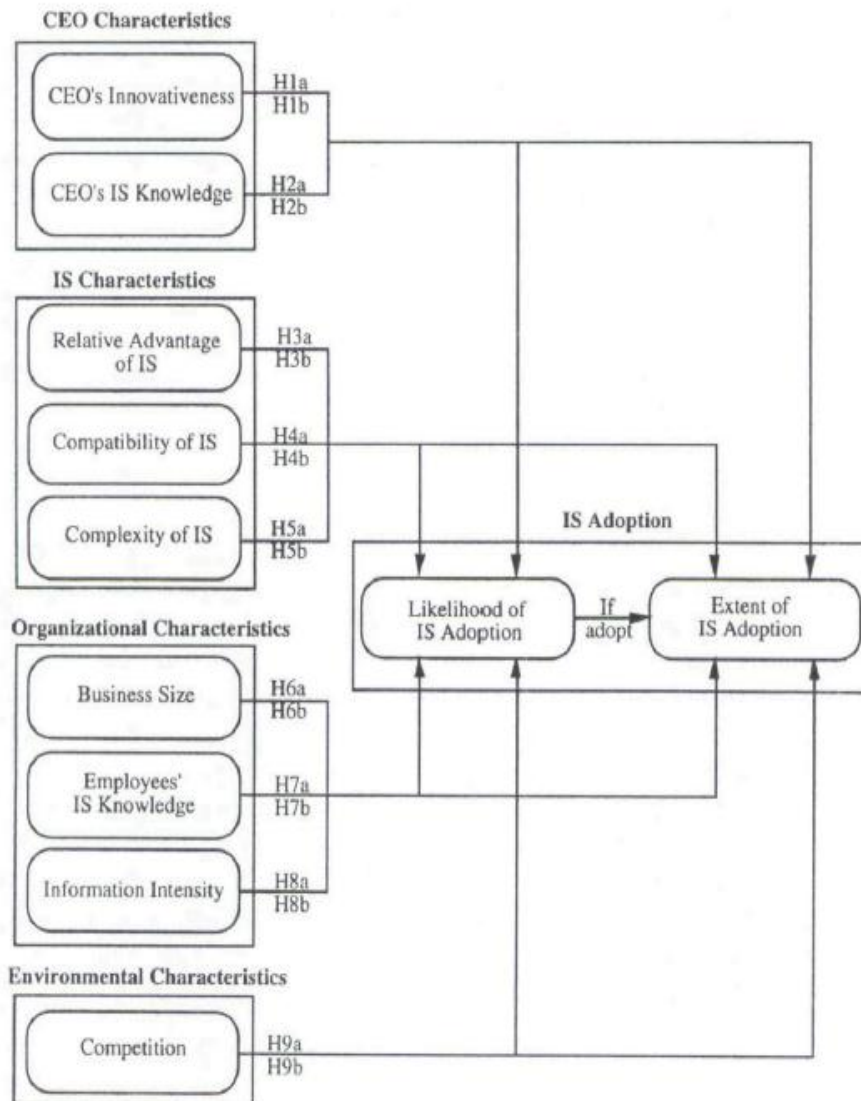 CEO Characteristics
CEO's Innovativeness
H1a
H1b
CEO's IS Knowledge
H2a
H2b
IS Characteristics
Relative Advantage
of IS
H3a
H3b
Compatibility of IS
H4a
H4b
Complexity of IS
H5a
H5b
IS Adoption
Likelihood of
IS Adoption
If
adopt
Extent of
IS Adoption
Organizational Characteristics
Business Size
H6a
H6b
Employees'
IS Knowledge
H7a
H7b
Information Intensity
H8a
H8b
Environmental Characteristics
Competition
H9a
H9b